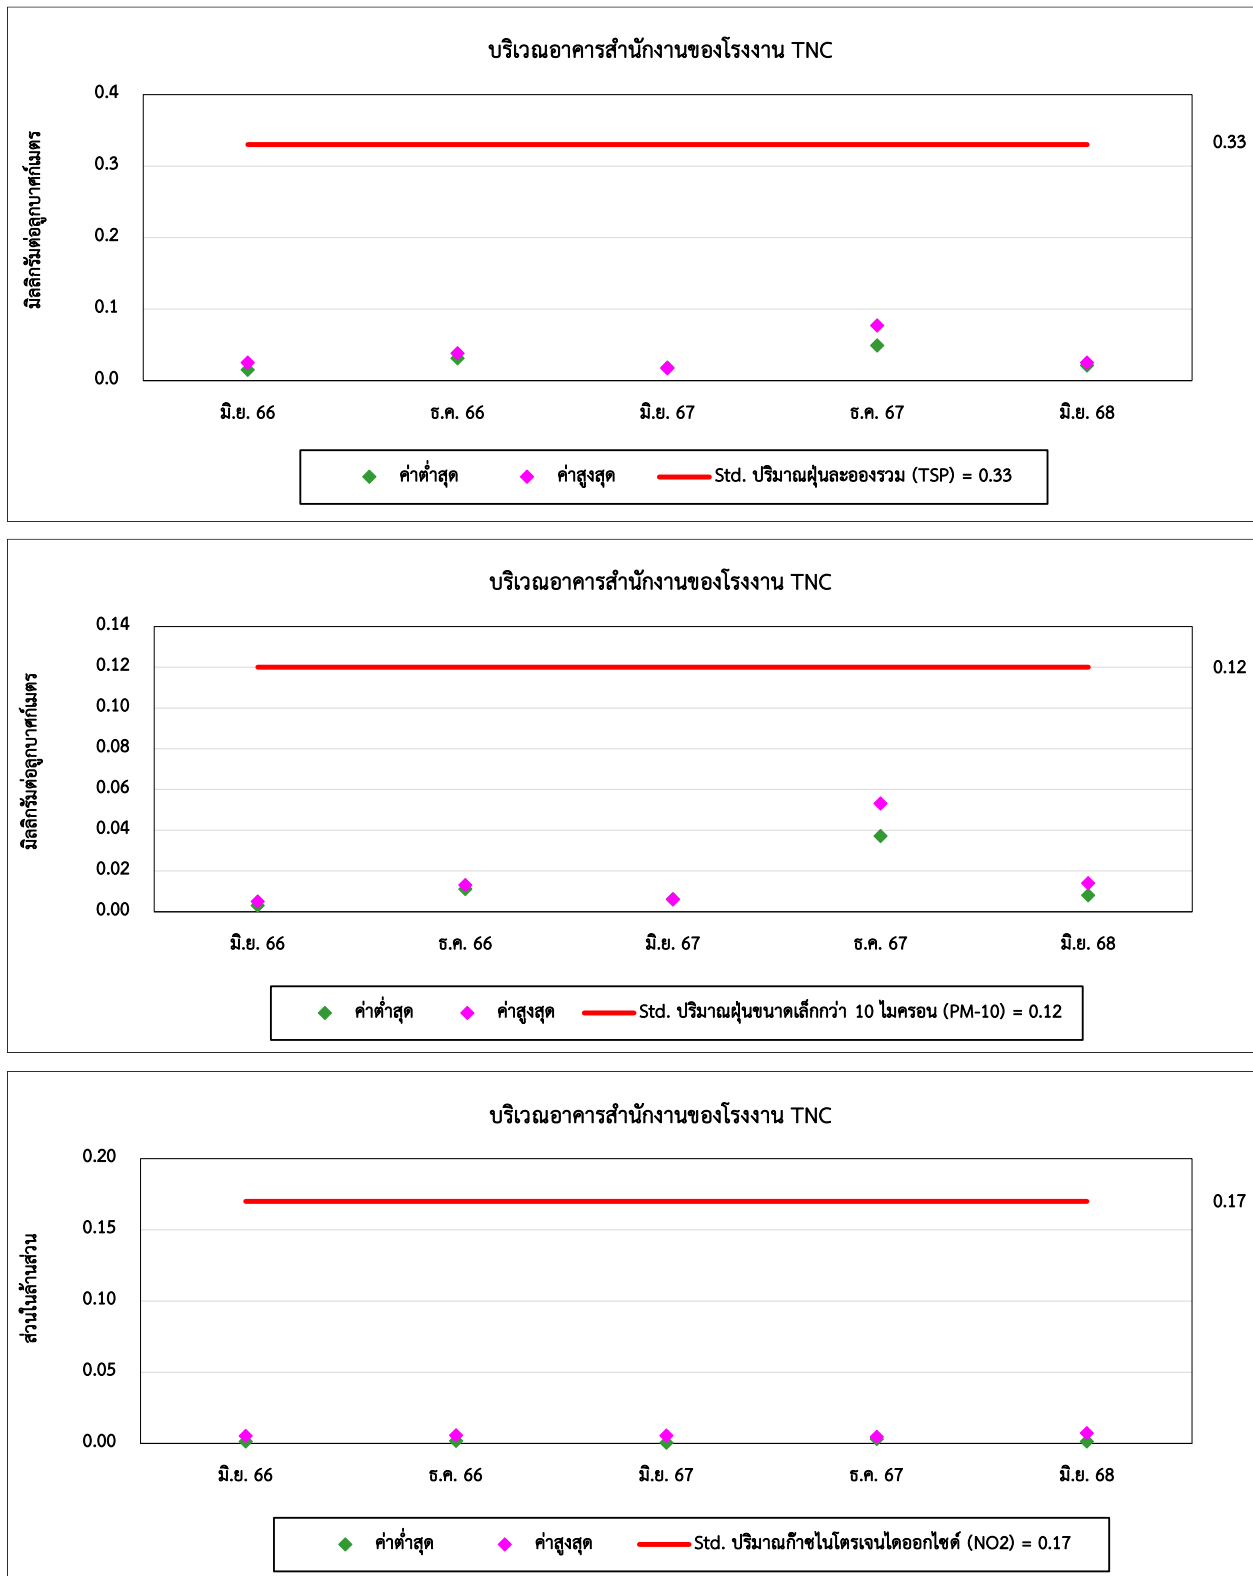 บริเวณอาคารสำนักงานของโรงงาน TNC
มิลลิกรัมต่อลูกบาศก์เมตร
0.4
0.3
0.2
0.1
0.0
0.33
มิ.ย. 66 ธ.ค. 66 มิ.ย. 67 ธ.ค. 67 มิ.ย. 68
ค่าต่ำสุด ค่าสูงสุด Std. ปริมาณฝุ่นละอองรวม (TSP) = 0.33
บริเวณอาคารสำนักงานของโรงงาน TNC
มิลลิกรัมต่อลูกบาศก์เมตร
0.14
0.12
0.10
0.08
0.06
0.04
0.02
0.00
0.12
มิ.ย. 66 ธ.ค. 66 มิ.ย. 67 ธ.ค. 67 มิ.ย. 68
ค่าต่ำสุด ค่าสูงสุด Std. ปริมาณฝุ่นขนาดเล็กกว่า 10 ไมครอน (PM-10) = 0.12
บริเวณอาคารสำนักงานของโรงงาน TNC
ส่วนในล้านส่วน
0.20
0.15
0.10
0.05
0.00
0.17
มิ.ย. 66 ธ.ค. 66 มิ.ย. 67 ธ.ค. 67 มิ.ย. 68
ค่าต่ำสุด ค่าสูงสุด Std. ปริมาณก๊าซไนโตรเจนไดออกไซด์ (NO2) = 0.17